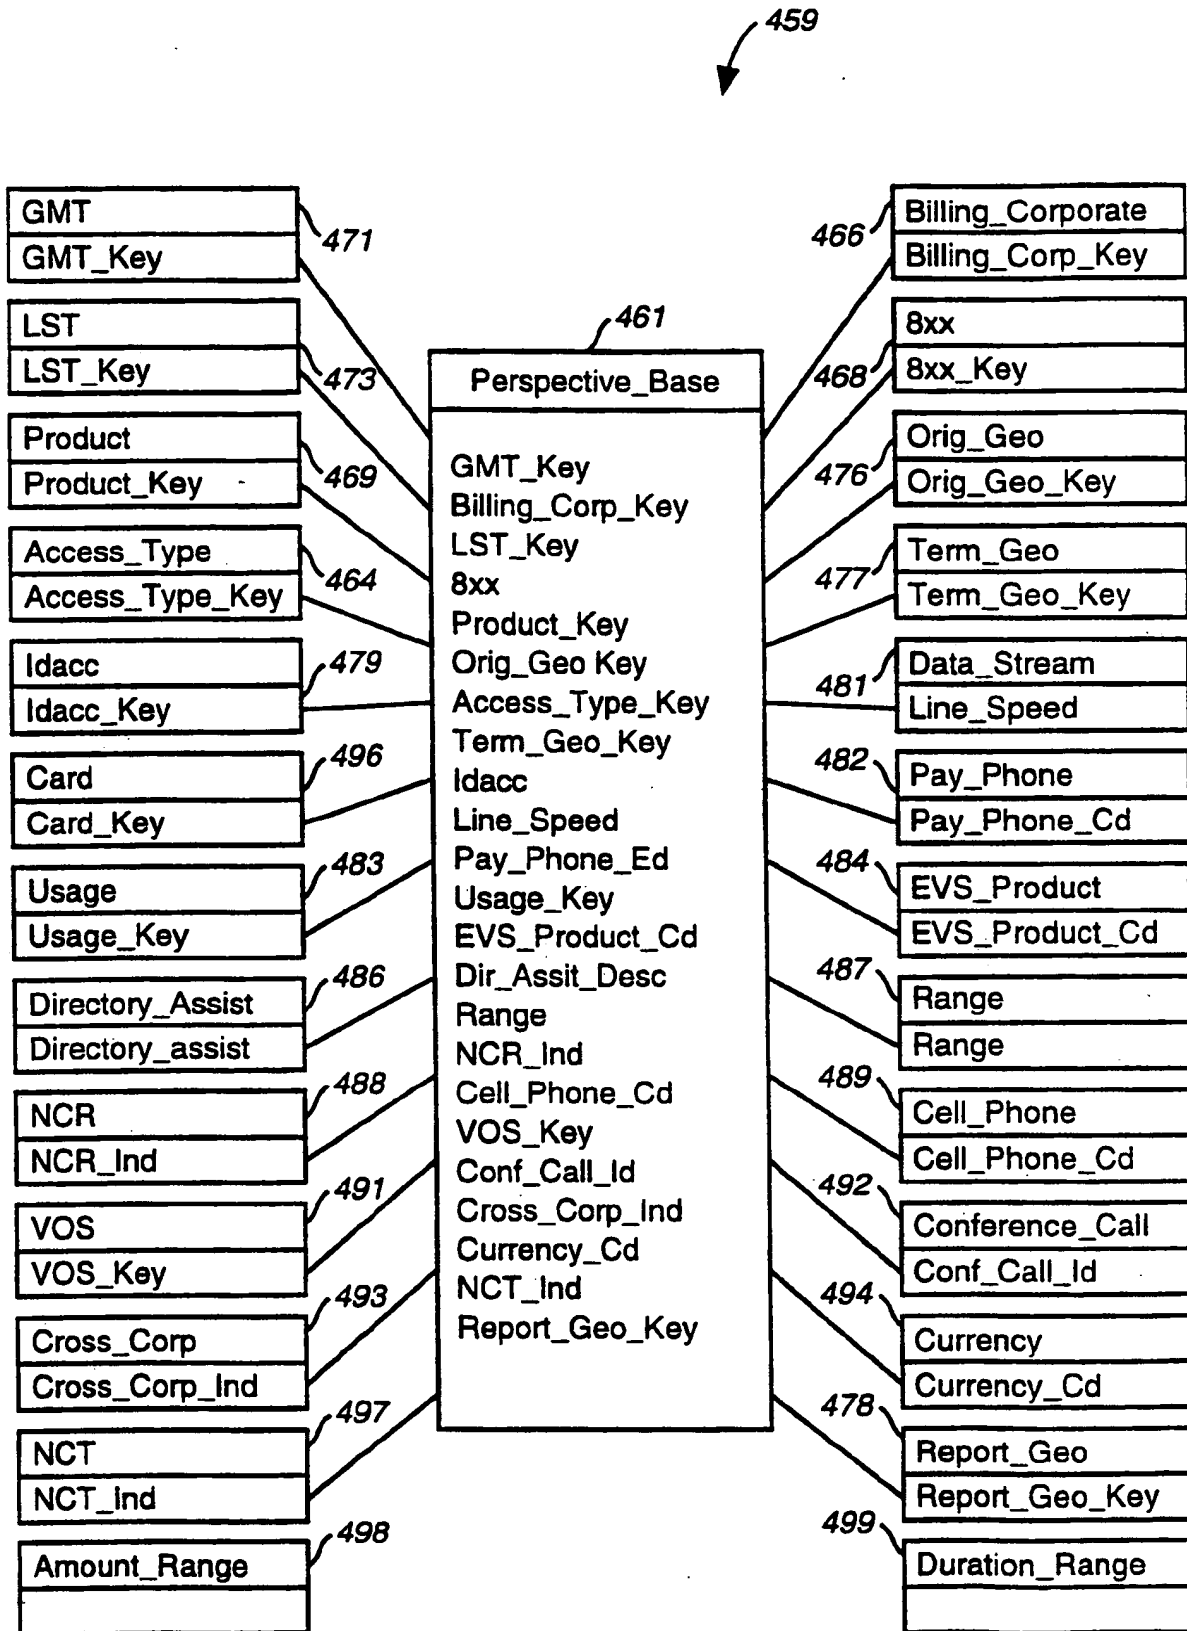 459
GMT
GMT_Key
471
LST
LST_Key
473
Product
Product_Key
469
Access_Type
Access_Type_Key
464
Idacc
Idacc_Key
479
Card
Card_Key
496
Usage
Usage_Key
483
Directory_Assist
Directory_assist
486
NCR
NCR_Ind
488
VOS
VOS_Key
491
Cross_Corp
Cross_Corp_Ind
493
NCT
NCT_Ind
497
Amount_Range
498
461
Perspective_Base
GMT_Key
Billing_Corp_Key
LST_Key
8xx
Product_Key
Orig_Geo Key
Access_Type_Key
Term_Geo_Key
Idacc
Line_Speed
Pay_Phone_Ed
Usage_Key
EVS_Product_Cd
Dir_Assit_Desc
Range
NCR_Ind
Cell_Phone_Cd
VOS_Key
Conf_Call_Id
Cross_Corp_Ind
Currency_Cd
NCT_Ind
Report_Geo_Key
466
Billing_Corporate
Billing_Corp_Key
468
8xx
8xx_Key
476
Orig_Geo
Orig_Geo_Key
477
Term_Geo
Term_Geo_Key
481
Data_Stream
Line_Speed
482
Pay_Phone
Pay_Phone_Cd
484
EVS_Product
EVS_Product_Cd
487
Range
Range
489
Cell_Phone
Cell_Phone_Cd
492
Conference_Call
Conf_Call_Id
494
Currency
Currency_Cd
478
Report_Geo
Report_Geo_Key
499
Duration_Range